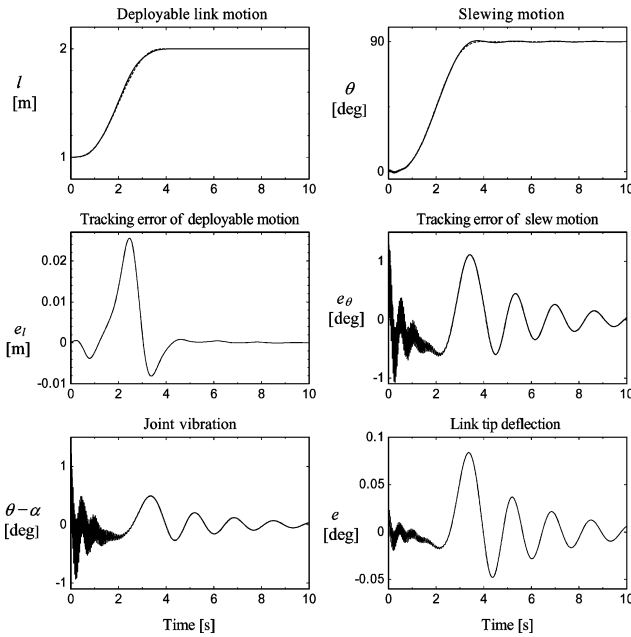 Deployable link motion
2
l
[m]
1
0 2 4 6 8 10
Slewing motion
90
θ
[deg]
0
0 2 4 6 8 10
Tracking error of deployable motion
0.02
0.01
e_l
[m]
0
-0.01
0 2 4 6 8 10
Tracking error of slew motion
1
e_θ
[deg]
0
-1
0 2 4 6 8 10
Joint vibration
1
θ−α
[deg]
0
-1
0 2 4 6 8 10
Time [s]
Link tip deflection
0.1
0.05
e
[deg]
0
-0.05
0 2 4 6 8 10
Time [s]